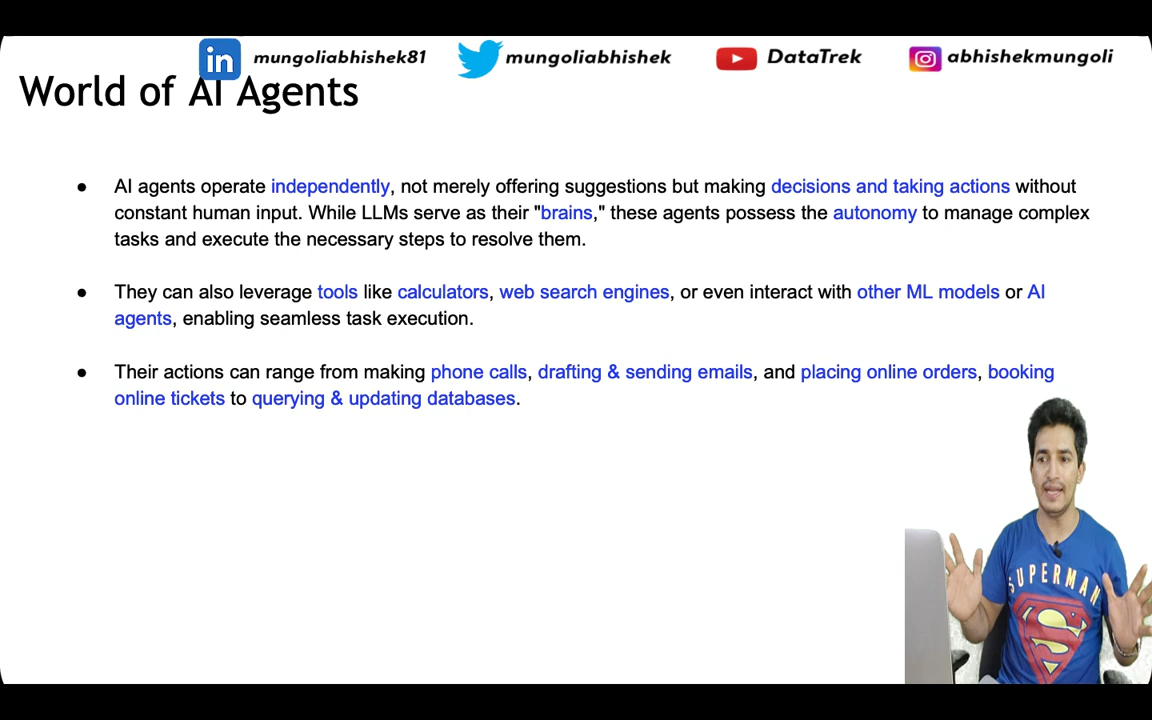 mungoliabhishek81 mungoliabhishek DataTrek abhishekmungoli
World of AI Agents
● AI agents operate independently, not merely offering suggestions but making decisions and taking actions without
constant human input. While LLMs serve as their "brains," these agents possess the autonomy to manage complex
tasks and execute the necessary steps to resolve them.
● They can also leverage tools like calculators, web search engines, or even interact with other ML models or AI
agents, enabling seamless task execution.
● Their actions can range from making phone calls, drafting & sending emails, and placing online orders, booking
online tickets to querying & updating databases.
SUPERMAN